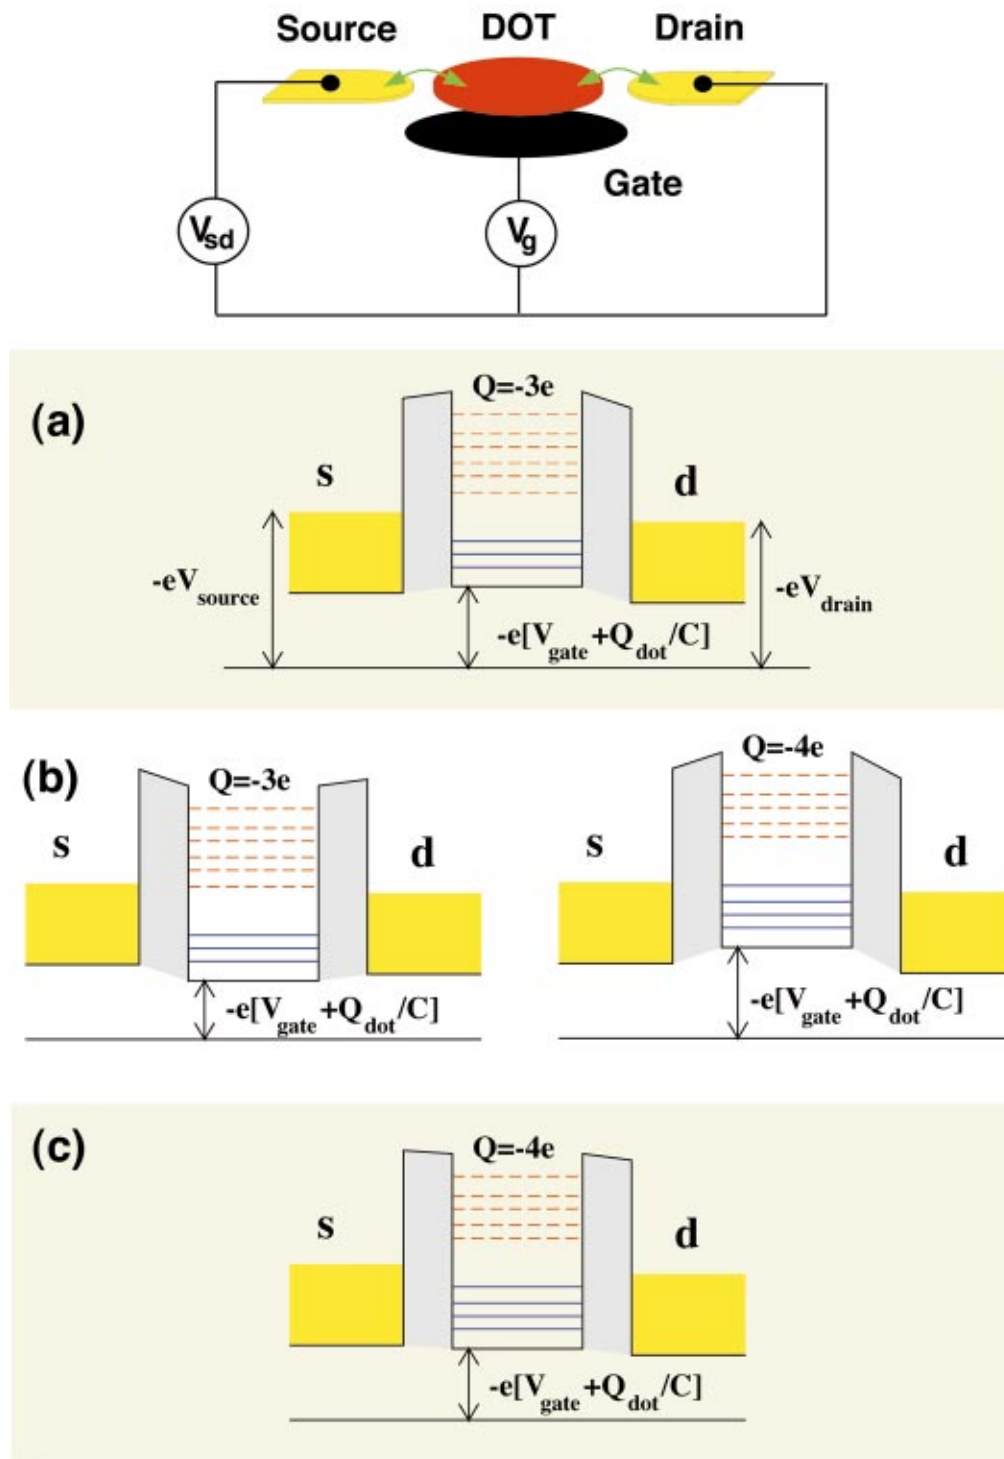 Source DOT Drain
Gate
Vsd Vg
(a) Q=-3e
s d
-eVsource -eVdrain
-e[Vgate+Qdot/C]
(b) Q=-3e Q=-4e
s d s d
-e[Vgate+Qdot/C] -e[Vgate+Qdot/C]
(c) Q=-4e
s d
-e[Vgate+Qdot/C]